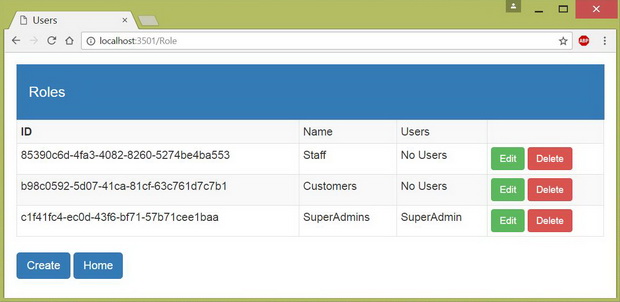 Users
localhost:3501/Role
ABP
Roles
ID Name Users
85390c6d-4fa3-4082-8260-5274be4ba553 Staff No Users Edit Delete
b98c0592-5d07-41ca-81cf-63c761d7c7b1 Customers No Users Edit Delete
c1f41fc4-ec0d-43f6-bf71-57b71cee1baa SuperAdmins SuperAdmin Edit Delete
Create Home